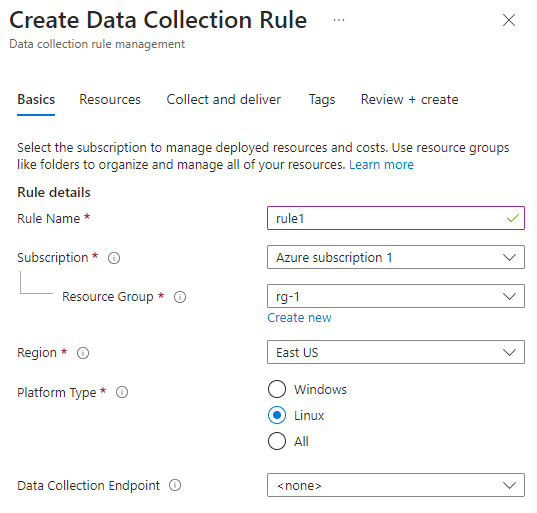 Create Data Collection Rule ...
Data collection rule management
Basics Resources Collect and deliver Tags Review + create
Select the subscription to manage deployed resources and costs. Use resource groups
like folders to organize and manage all of your resources. Learn more
Rule details
Rule Name * rule1
Subscription * Azure subscription 1
Resource Group * rg-1
Create new
Region * East US
Platform Type * Windows
Linux
All
Data Collection Endpoint <none>